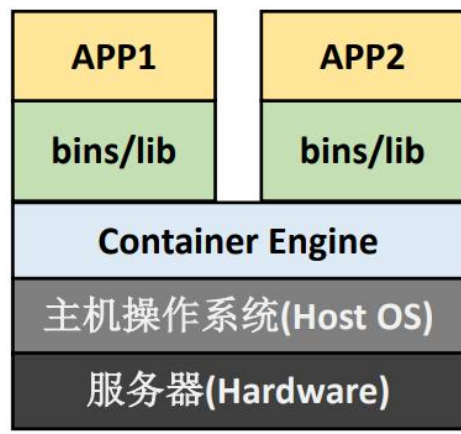 APP1 APP2
bins/lib bins/lib
Container Engine
主机操作系统(Host OS)
服务器(Hardware)